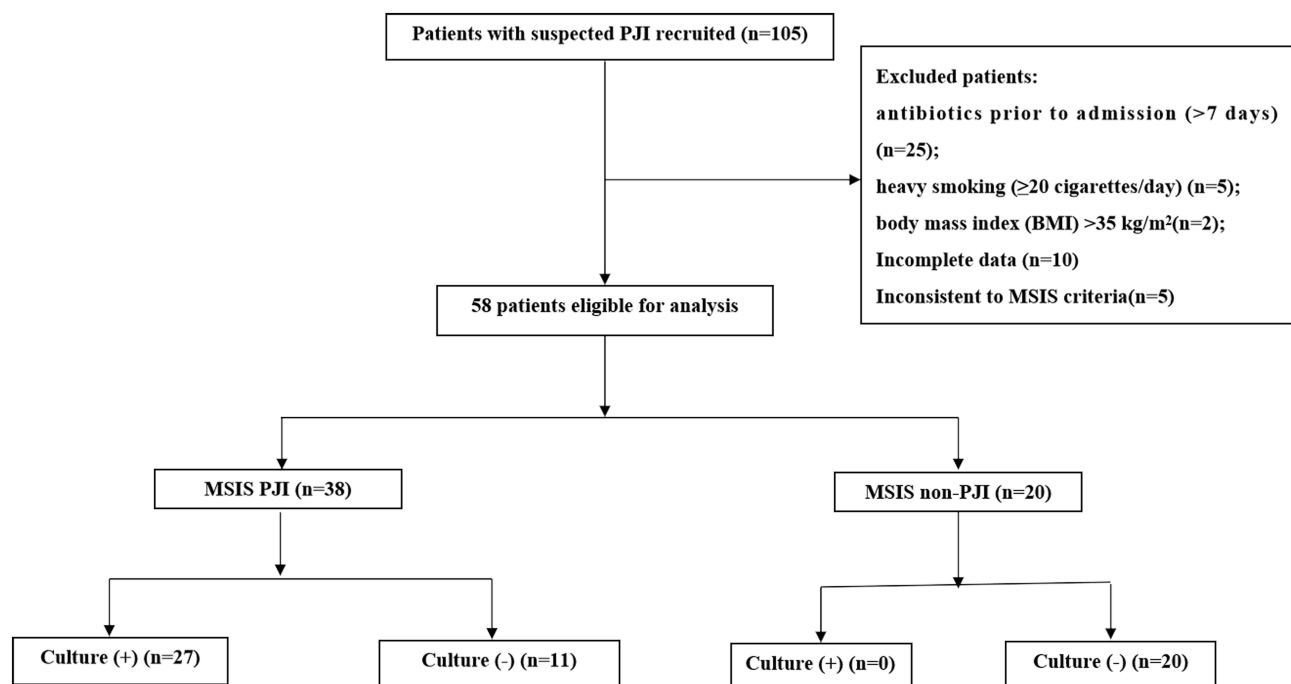 Patients with suspected PJI recruited (n=105)
Excluded patients:
antibiotics prior to admission (>7 days)
(n=25);
heavy smoking (≥20 cigarettes/day) (n=5);
body mass index (BMI) >35 kg/m²(n=2);
Incomplete data (n=10)
Inconsistent to MSIS criteria(n=5)
58 patients eligible for analysis
MSIS PJI (n=38)
MSIS non-PJI (n=20)
Culture (+) (n=27)
Culture (-) (n=11)
Culture (+) (n=0)
Culture (-) (n=20)